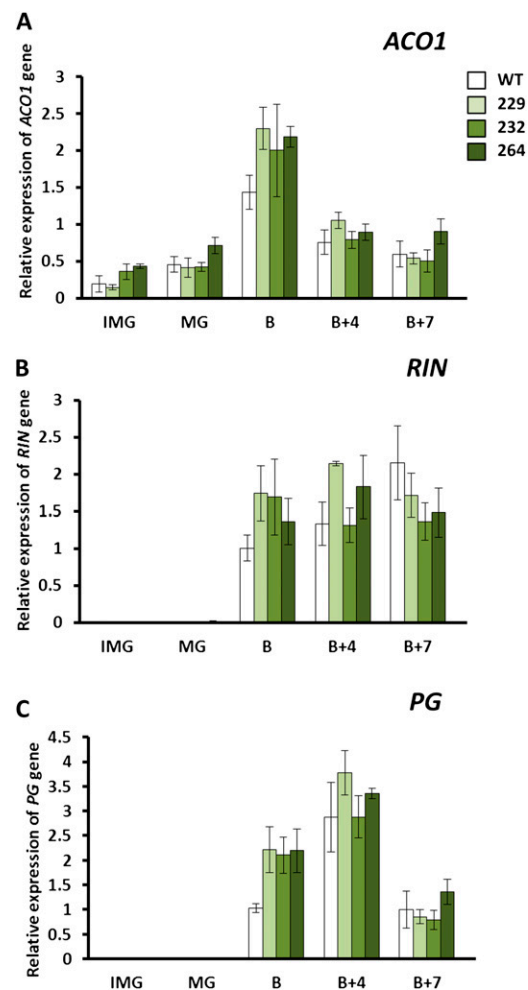 A
ACO1
WT
229
232
264
Relative expression of ACO1 gene
3
2.5
2
1.5
1
0.5
0
IMG MG B B+4 B+7
B
RIN
Relative expression of RIN gene
3
2.5
2
1.5
1
0.5
0
IMG MG B B+4 B+7
C
PG
Relative expression of PG gene
4.5
4
3.5
3
2.5
2
1.5
1
0.5
0
IMG MG B B+4 B+7